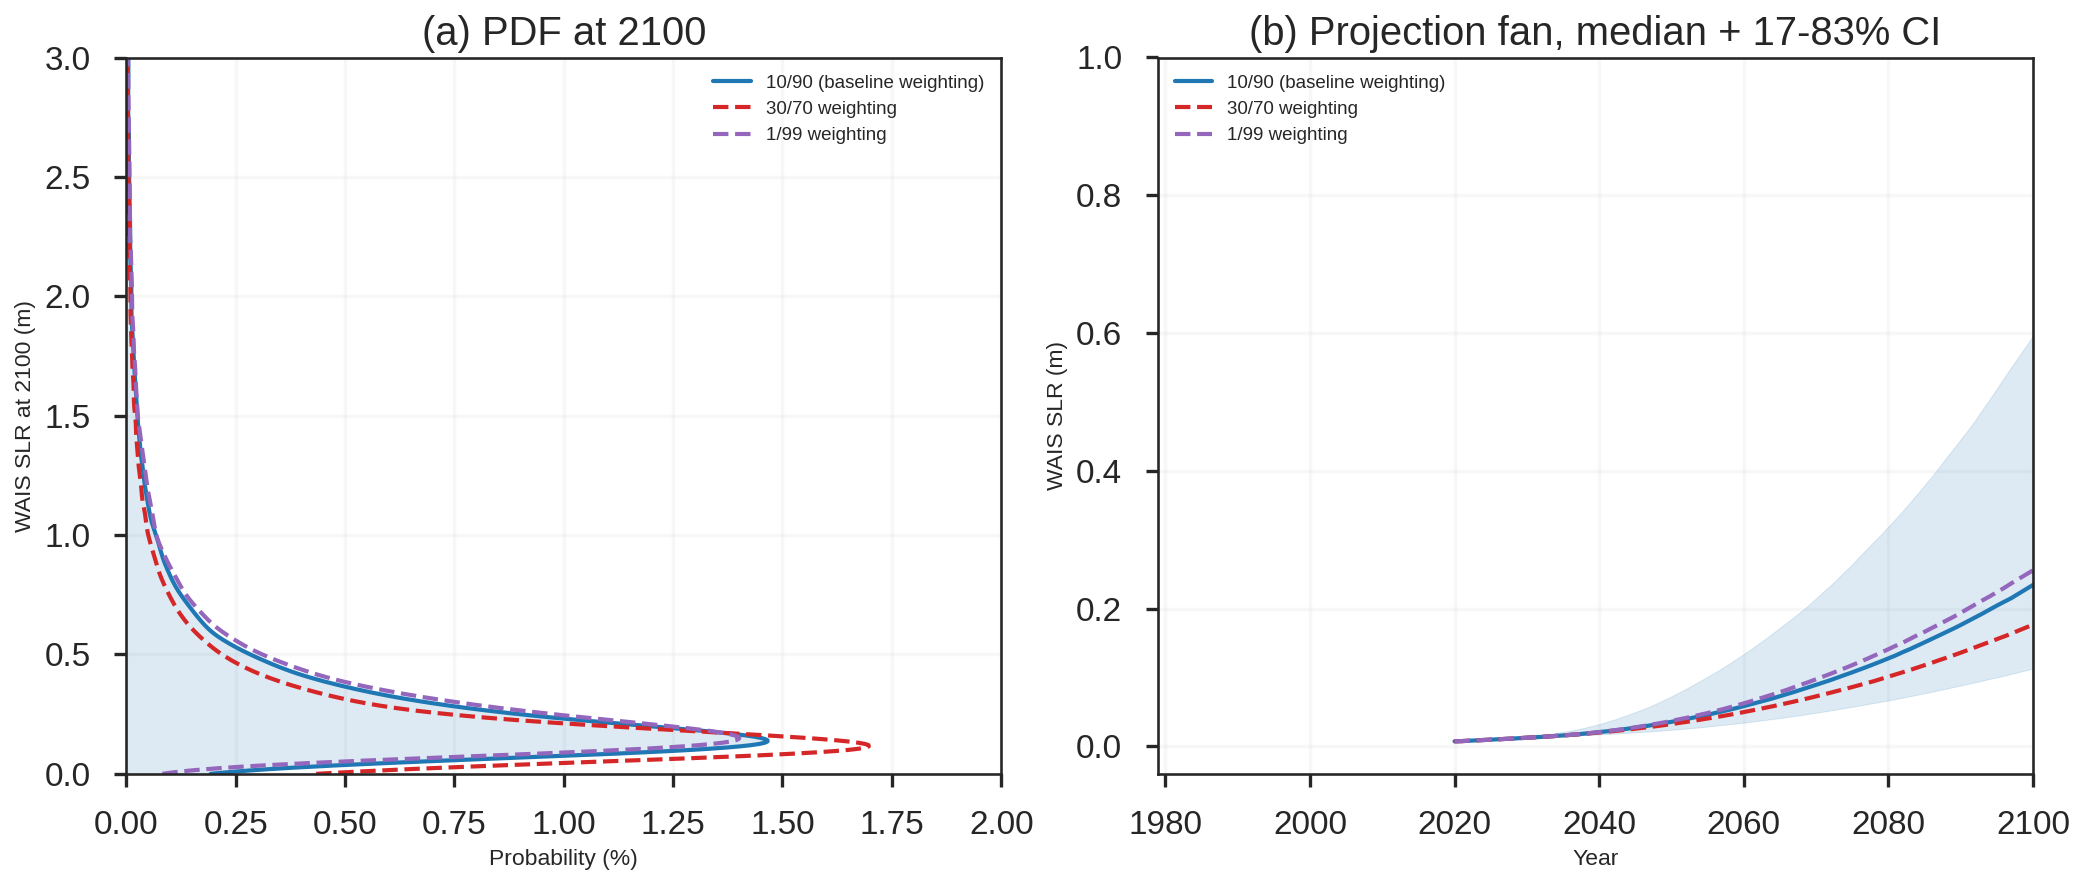 (a) PDF at 2100
3.0
2.5
2.0
1.5
1.0
0.5
0.0
WAIS SLR at 2100 (m)
10/90 (baseline weighting)
30/70 weighting
1/99 weighting
0.00 0.25 0.50 0.75 1.00 1.25 1.50 1.75 2.00
Probability (%)
(b) Projection fan, median + 17-83% CI
1.0
0.8
0.6
0.4
0.2
0.0
WAIS SLR (m)
10/90 (baseline weighting)
30/70 weighting
1/99 weighting
1980 2000 2020 2040 2060 2080 2100
Year